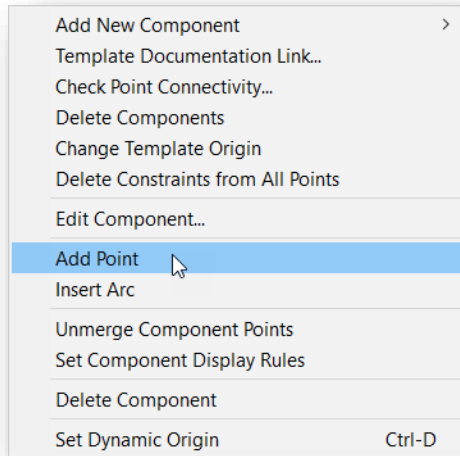 Add New Component
Template Documentation Link...
Check Point Connectivity...
Delete Components
Change Template Origin
Delete Constraints from All Points
Edit Component...
Add Point
Insert Arc
Unmerge Component Points
Set Component Display Rules
Delete Component
Set Dynamic Origin Ctrl-D